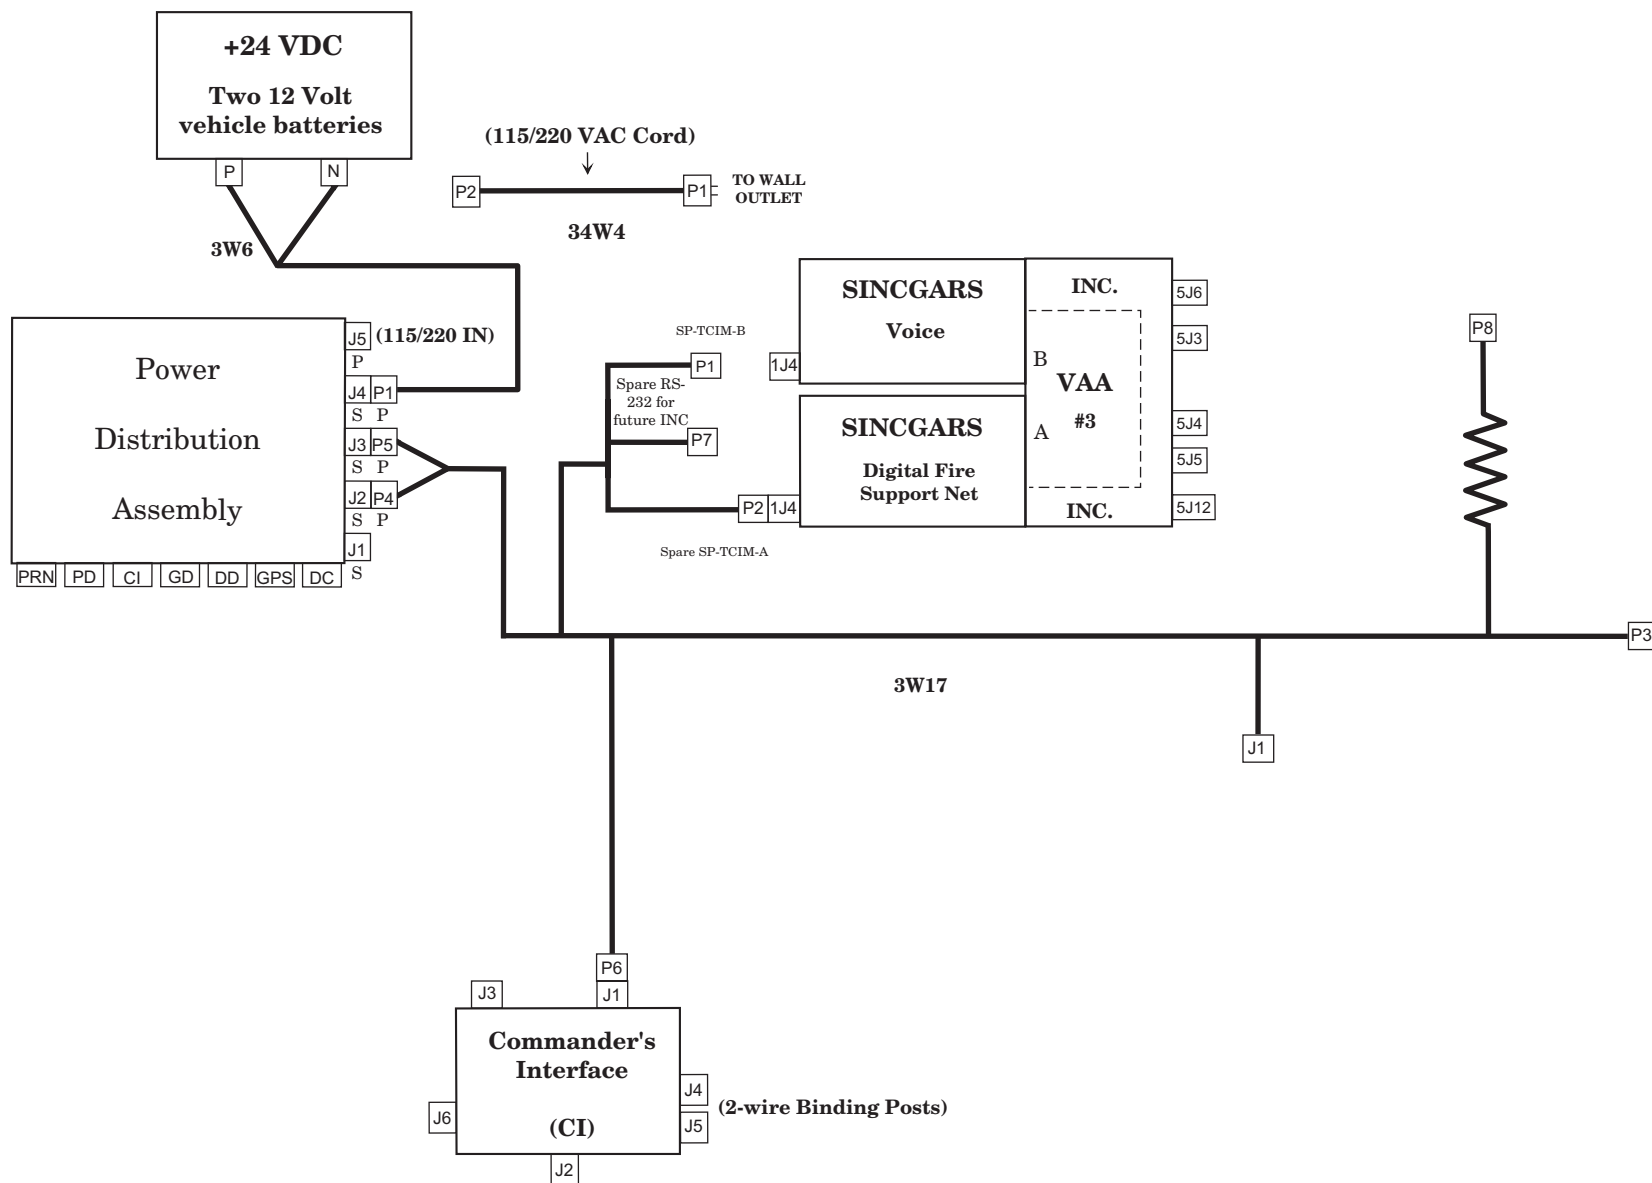 +24 VDC
Two 12 Volt
vehicle batteries
P
N
3W6
(115/220 VAC Cord)
P2
P1
TO WALL
OUTLET
34W4
Power
Distribution
Assembly
J5
(115/220 IN)
P
J4
P1
S
P
J3
P5
S
P
J2
P4
S
P
J1
S
PRN
PD
CI
GD
DD
GPS
DC
SP-TCIM-B
P1
Spare RS-
232 for
future INC
P7
P2
1J4
Spare SP-TCIM-A
1J4
SINCGARS
Voice
SINCGARS
Digital Fire
Support Net
INC.
B
VAA
#3
A
INC.
5J6
5J3
5J4
5J5
5J12
P8
P3
3W17
J1
P6
J3
J1
Commander's
Interface
(CI)
J4
(2-wire Binding Posts)
J5
J6
J2